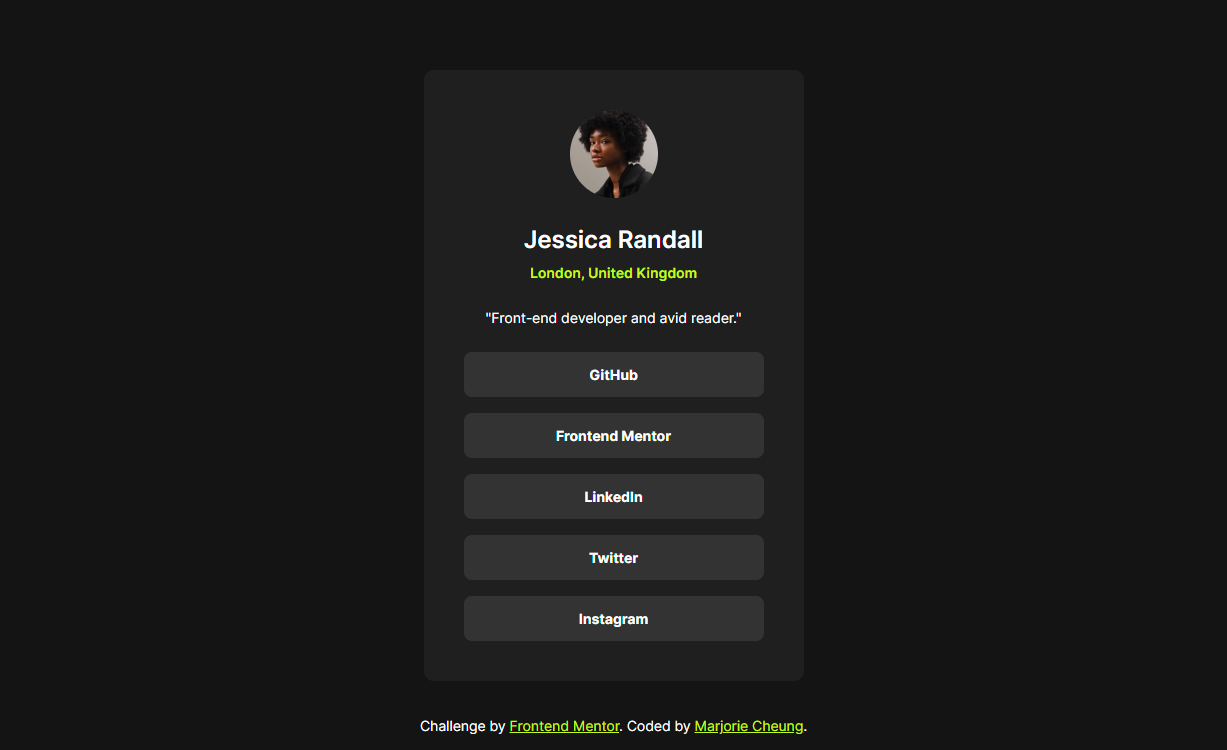 Jessica Randall
London, United Kingdom
"Front-end developer and avid reader."
GitHub
Frontend Mentor
LinkedIn
Twitter
Instagram
Challenge by Frontend Mentor. Coded by Marjorie Cheung.